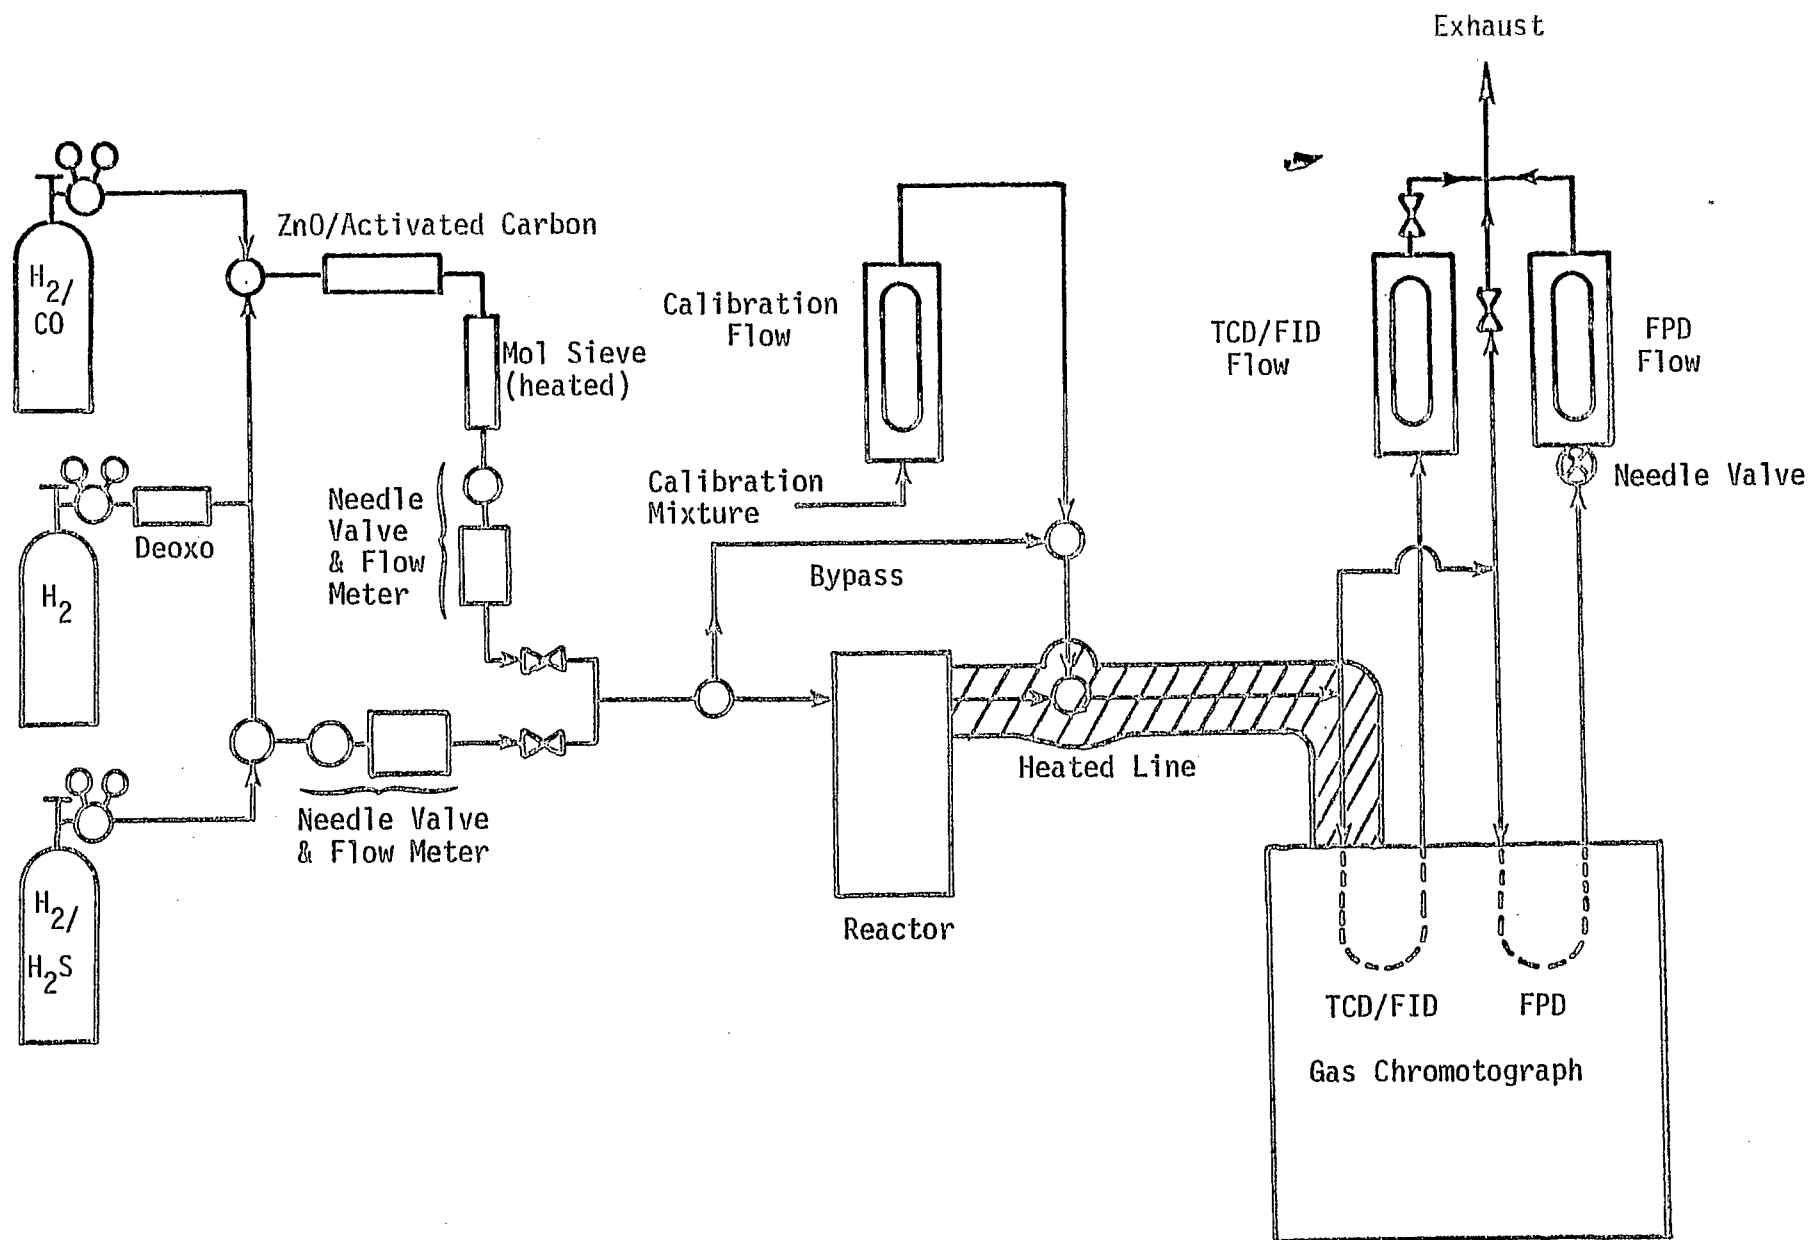 Exhaust
ZnO/Activated Carbon
H2/
CO
Calibration
Flow
TCD/FID
Flow
FPD
Flow
Mol Sieve
(heated)
Calibration
Mixture
Needle Valve
Needle
Valve
& Flow
Meter
Deoxo
H2
Bypass
Heated Line
Needle Valve
& Flow Meter
H2/
H2S
Reactor
TCD/FID
FPD
Gas Chromotograph